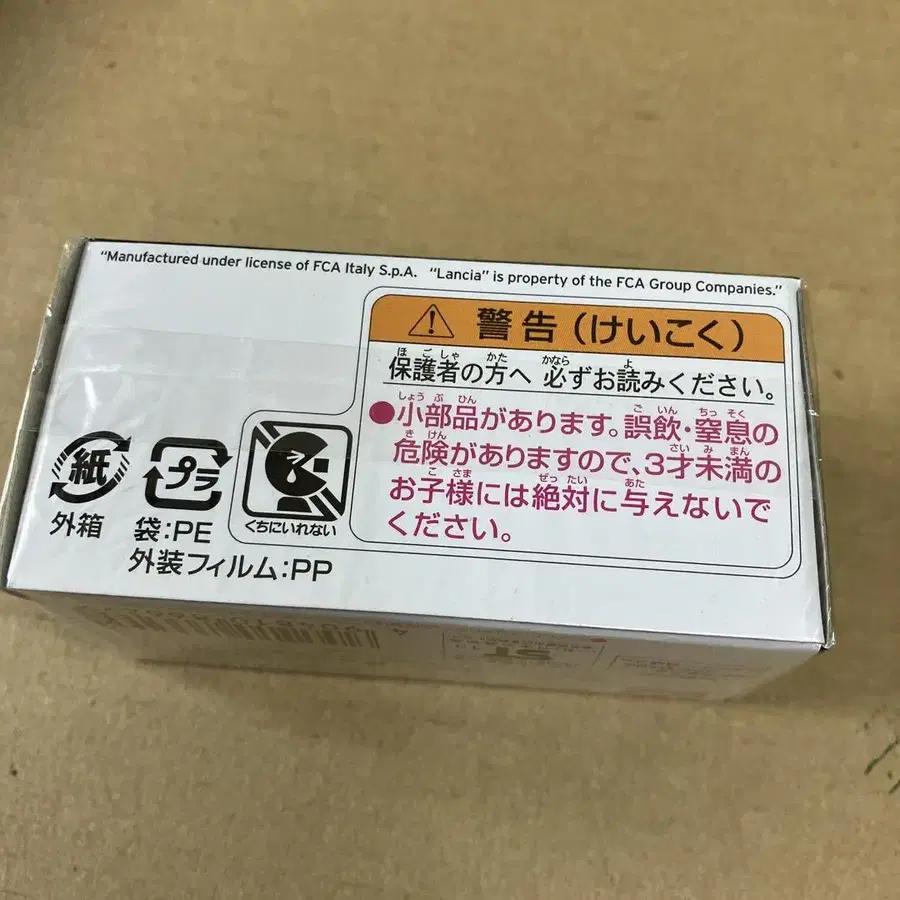 “Manufactured under license of FCA Italy S.p.A. “Lancia” is property of the FCA Group Companies.”
警告(けいこく)
ほごしゃ かた かなら よ
保護者の方へ 必ずお読みください。
しょうぶひん ごいん ちっそく
●小部品があります。誤飲・窒息の
きけん さい みまん
危険がありますので、3才未満の
こさま ぜったい あた
お子様には絶対に与えないで
ください。
紙
外箱
プラ
袋:PE
外装フィルム:PP
くちにいれない
ST